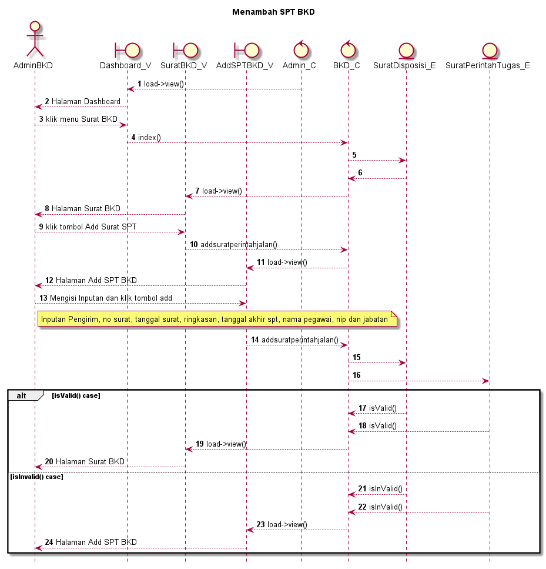 Menambah SPT BKD
AdminBKD
Dashboard_V
SuratBKD_V
AddSPTBKD_V
Admin_C
BKD_C
SuratDisposisi_E
SuratPerintahTugas_E
1 load->view()
2 Halaman Dashboard
3 klik menu Surat BKD
4 index()
5
6
7 load->view()
8 Halaman Surat BKD
9 klik tombol Add Surat SPT
10 addsuratperintahjalan()
11 load->view()
12 Halaman Add SPT BKD
13 Mengisi Inputan dan klik tombol add
Inputan Pengirim, no surat, tanggal surat, ringkasan, tanggal akhir spt, nama pegawai, nip dan jabatan
14 addsuratperintahjalan()
15
16
alt [isValid() case]
17 isValid()
18 isValid()
19 load->view()
20 Halaman Surat BKD
[isInvalid() case]
21 isInValid()
22 isInValid()
23 load->view()
24 Halaman Add SPT BKD